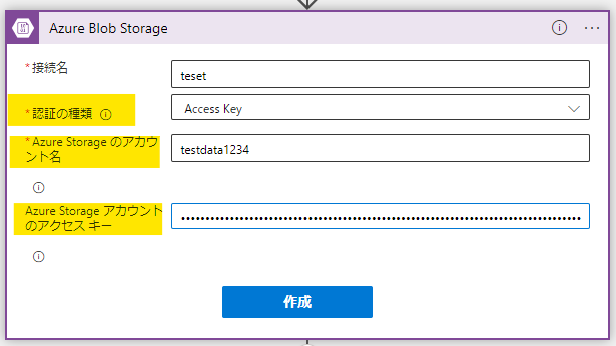 Azure Blob Storage
*接続名
teset
*認証の種類
Access Key
*Azure Storage のアカウ
ント名
testdata1234
Azure Storage アカウント
のアクセス キー
作成